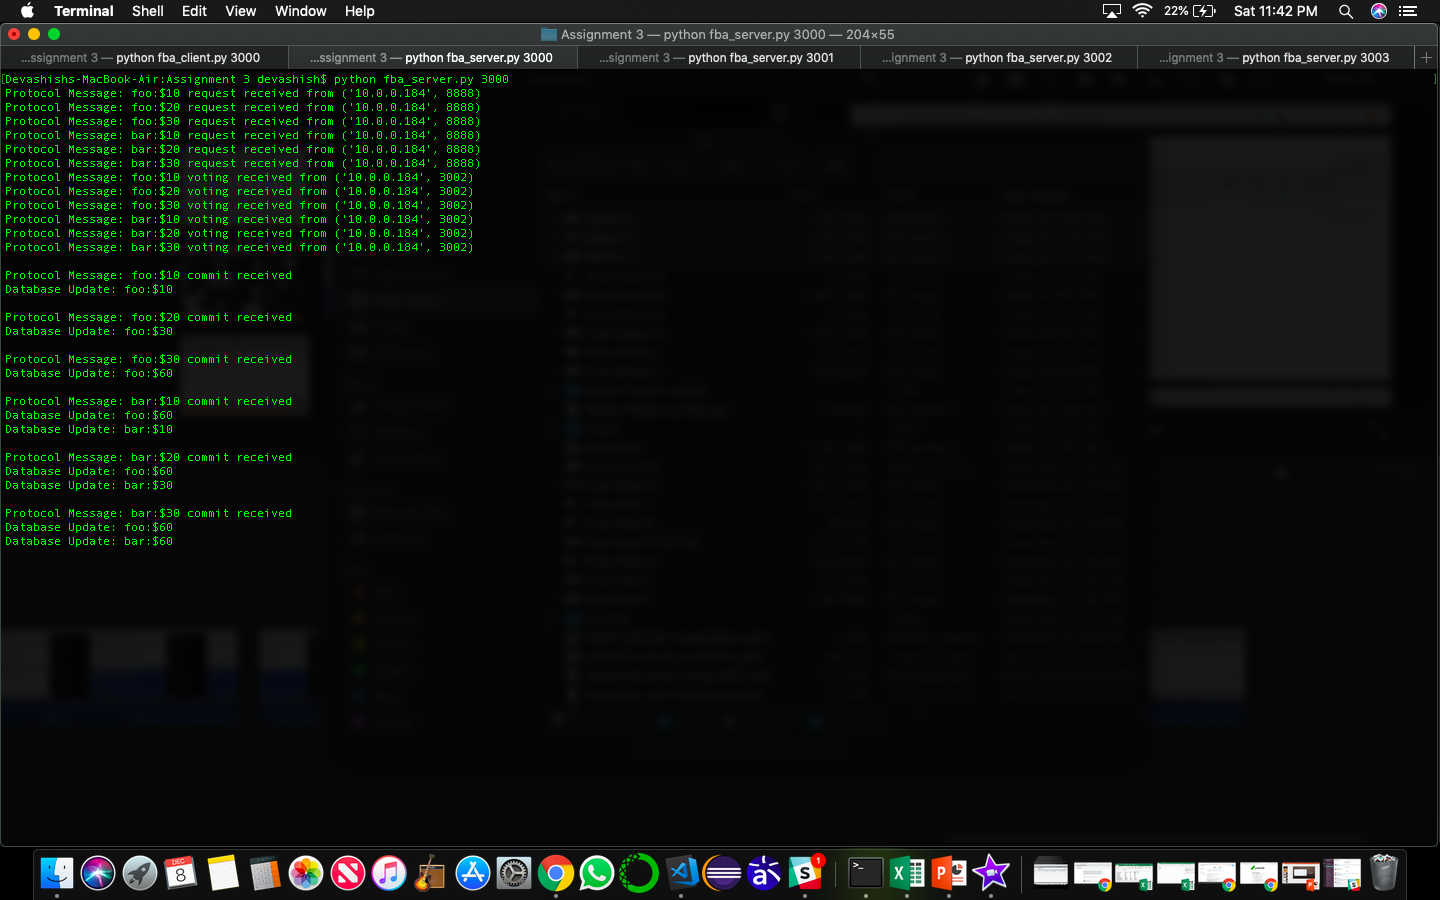 Terminal Shell Edit View Window Help 22% Sat 11:42 PM
Assignment 3 — python fba_server.py 3000 — 204×55
...ssignment 3 — python fba_client.py 3000 ...ssignment 3 — python fba_server.py 3000 ...ssignment 3 — python fba_server.py 3001 ...ignment 3 — python fba_server.py 3002 ...ignment 3 — python fba_server.py 3003 +
[Devashishs-MacBook-Air:Assignment 3 devashish$ python fba_server.py 3000 ]
Protocol Message: foo:$10 request received from ('10.0.0.184', 8888)
Protocol Message: foo:$20 request received from ('10.0.0.184', 8888)
Protocol Message: foo:$30 request received from ('10.0.0.184', 8888)
Protocol Message: bar:$10 request received from ('10.0.0.184', 8888)
Protocol Message: bar:$20 request received from ('10.0.0.184', 8888)
Protocol Message: bar:$30 request received from ('10.0.0.184', 8888)
Protocol Message: foo:$10 voting received from ('10.0.0.184', 3002)
Protocol Message: foo:$20 voting received from ('10.0.0.184', 3002)
Protocol Message: foo:$30 voting received from ('10.0.0.184', 3002)
Protocol Message: bar:$10 voting received from ('10.0.0.184', 3002)
Protocol Message: bar:$20 voting received from ('10.0.0.184', 3002)
Protocol Message: bar:$30 voting received from ('10.0.0.184', 3002)
Protocol Message: foo:$10 commit received
Database Update: foo:$10
Protocol Message: foo:$20 commit received
Database Update: foo:$30
Protocol Message: foo:$30 commit received
Database Update: foo:$60
Protocol Message: bar:$10 commit received
Database Update: foo:$60
Database Update: bar:$10
Protocol Message: bar:$20 commit received
Database Update: foo:$60
Database Update: bar:$30
Protocol Message: bar:$30 commit received
Database Update: foo:$60
Database Update: bar:$60
DEC
8
1